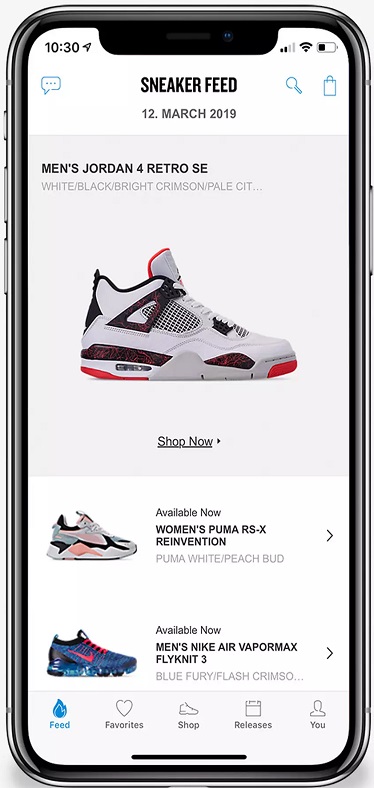 10:30
SNEAKER FEED
12. MARCH 2019
MEN'S JORDAN 4 RETRO SE
WHITE/BLACK/BRIGHT CRIMSON/PALE CIT...
Shop Now
Available Now
WOMEN'S PUMA RS-X
REINVENTION
PUMA WHITE/PEACH BUD
Available Now
MEN'S NIKE AIR VAPORMAX
FLYKNIT 3
BLUE FURY/FLASH CRIMSO...
Feed
Favorites
Shop
Releases
You